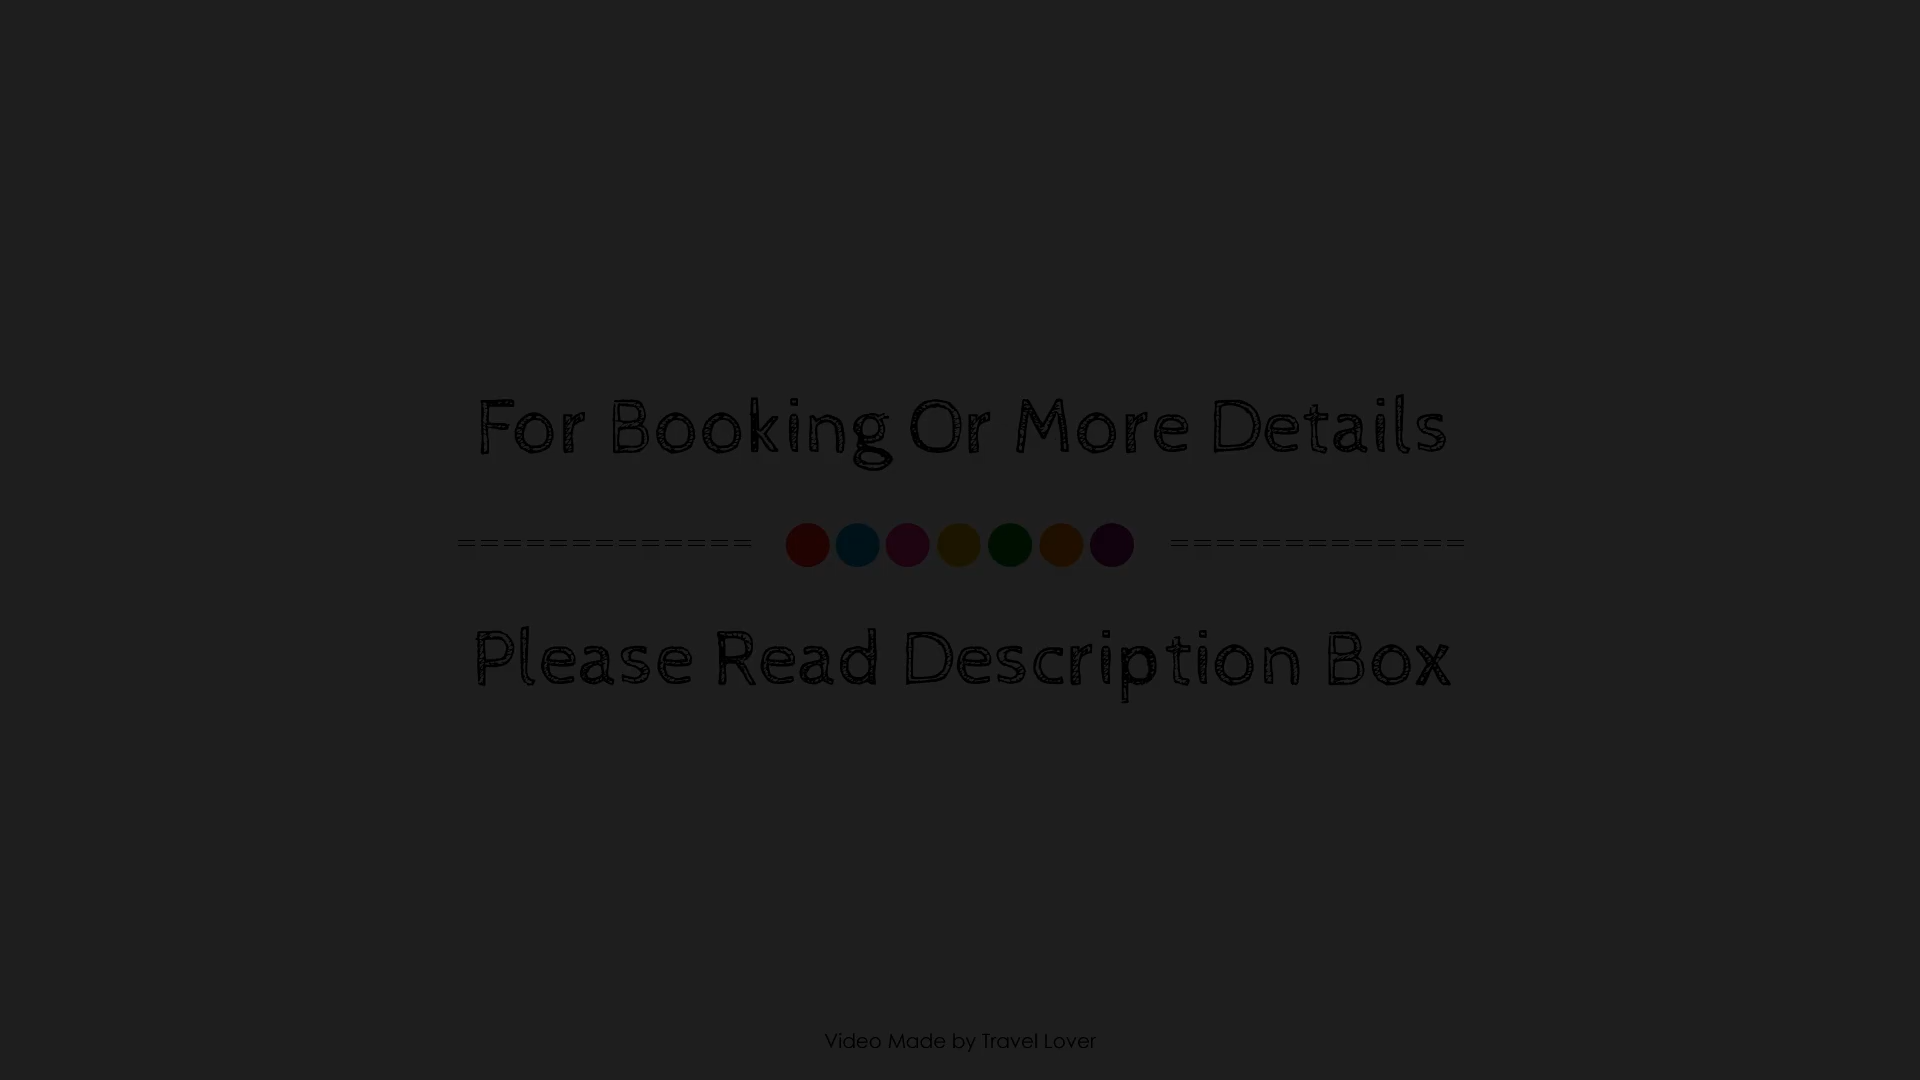 For Booking Or More Details
============= =============
Please Read Description Box
Video Made by Travel Lover